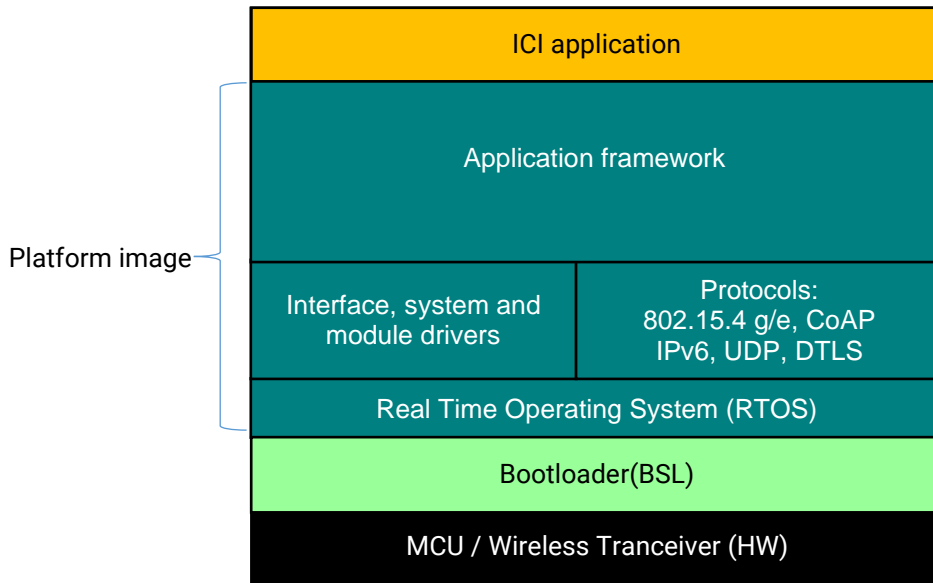 ICI application
Application framework
Platform image
Interface, system and
module drivers
Protocols:
802.15.4 g/e, CoAP
IPv6, UDP, DTLS
Real Time Operating System (RTOS)
Bootloader(BSL)
MCU / Wireless Tranceiver (HW)